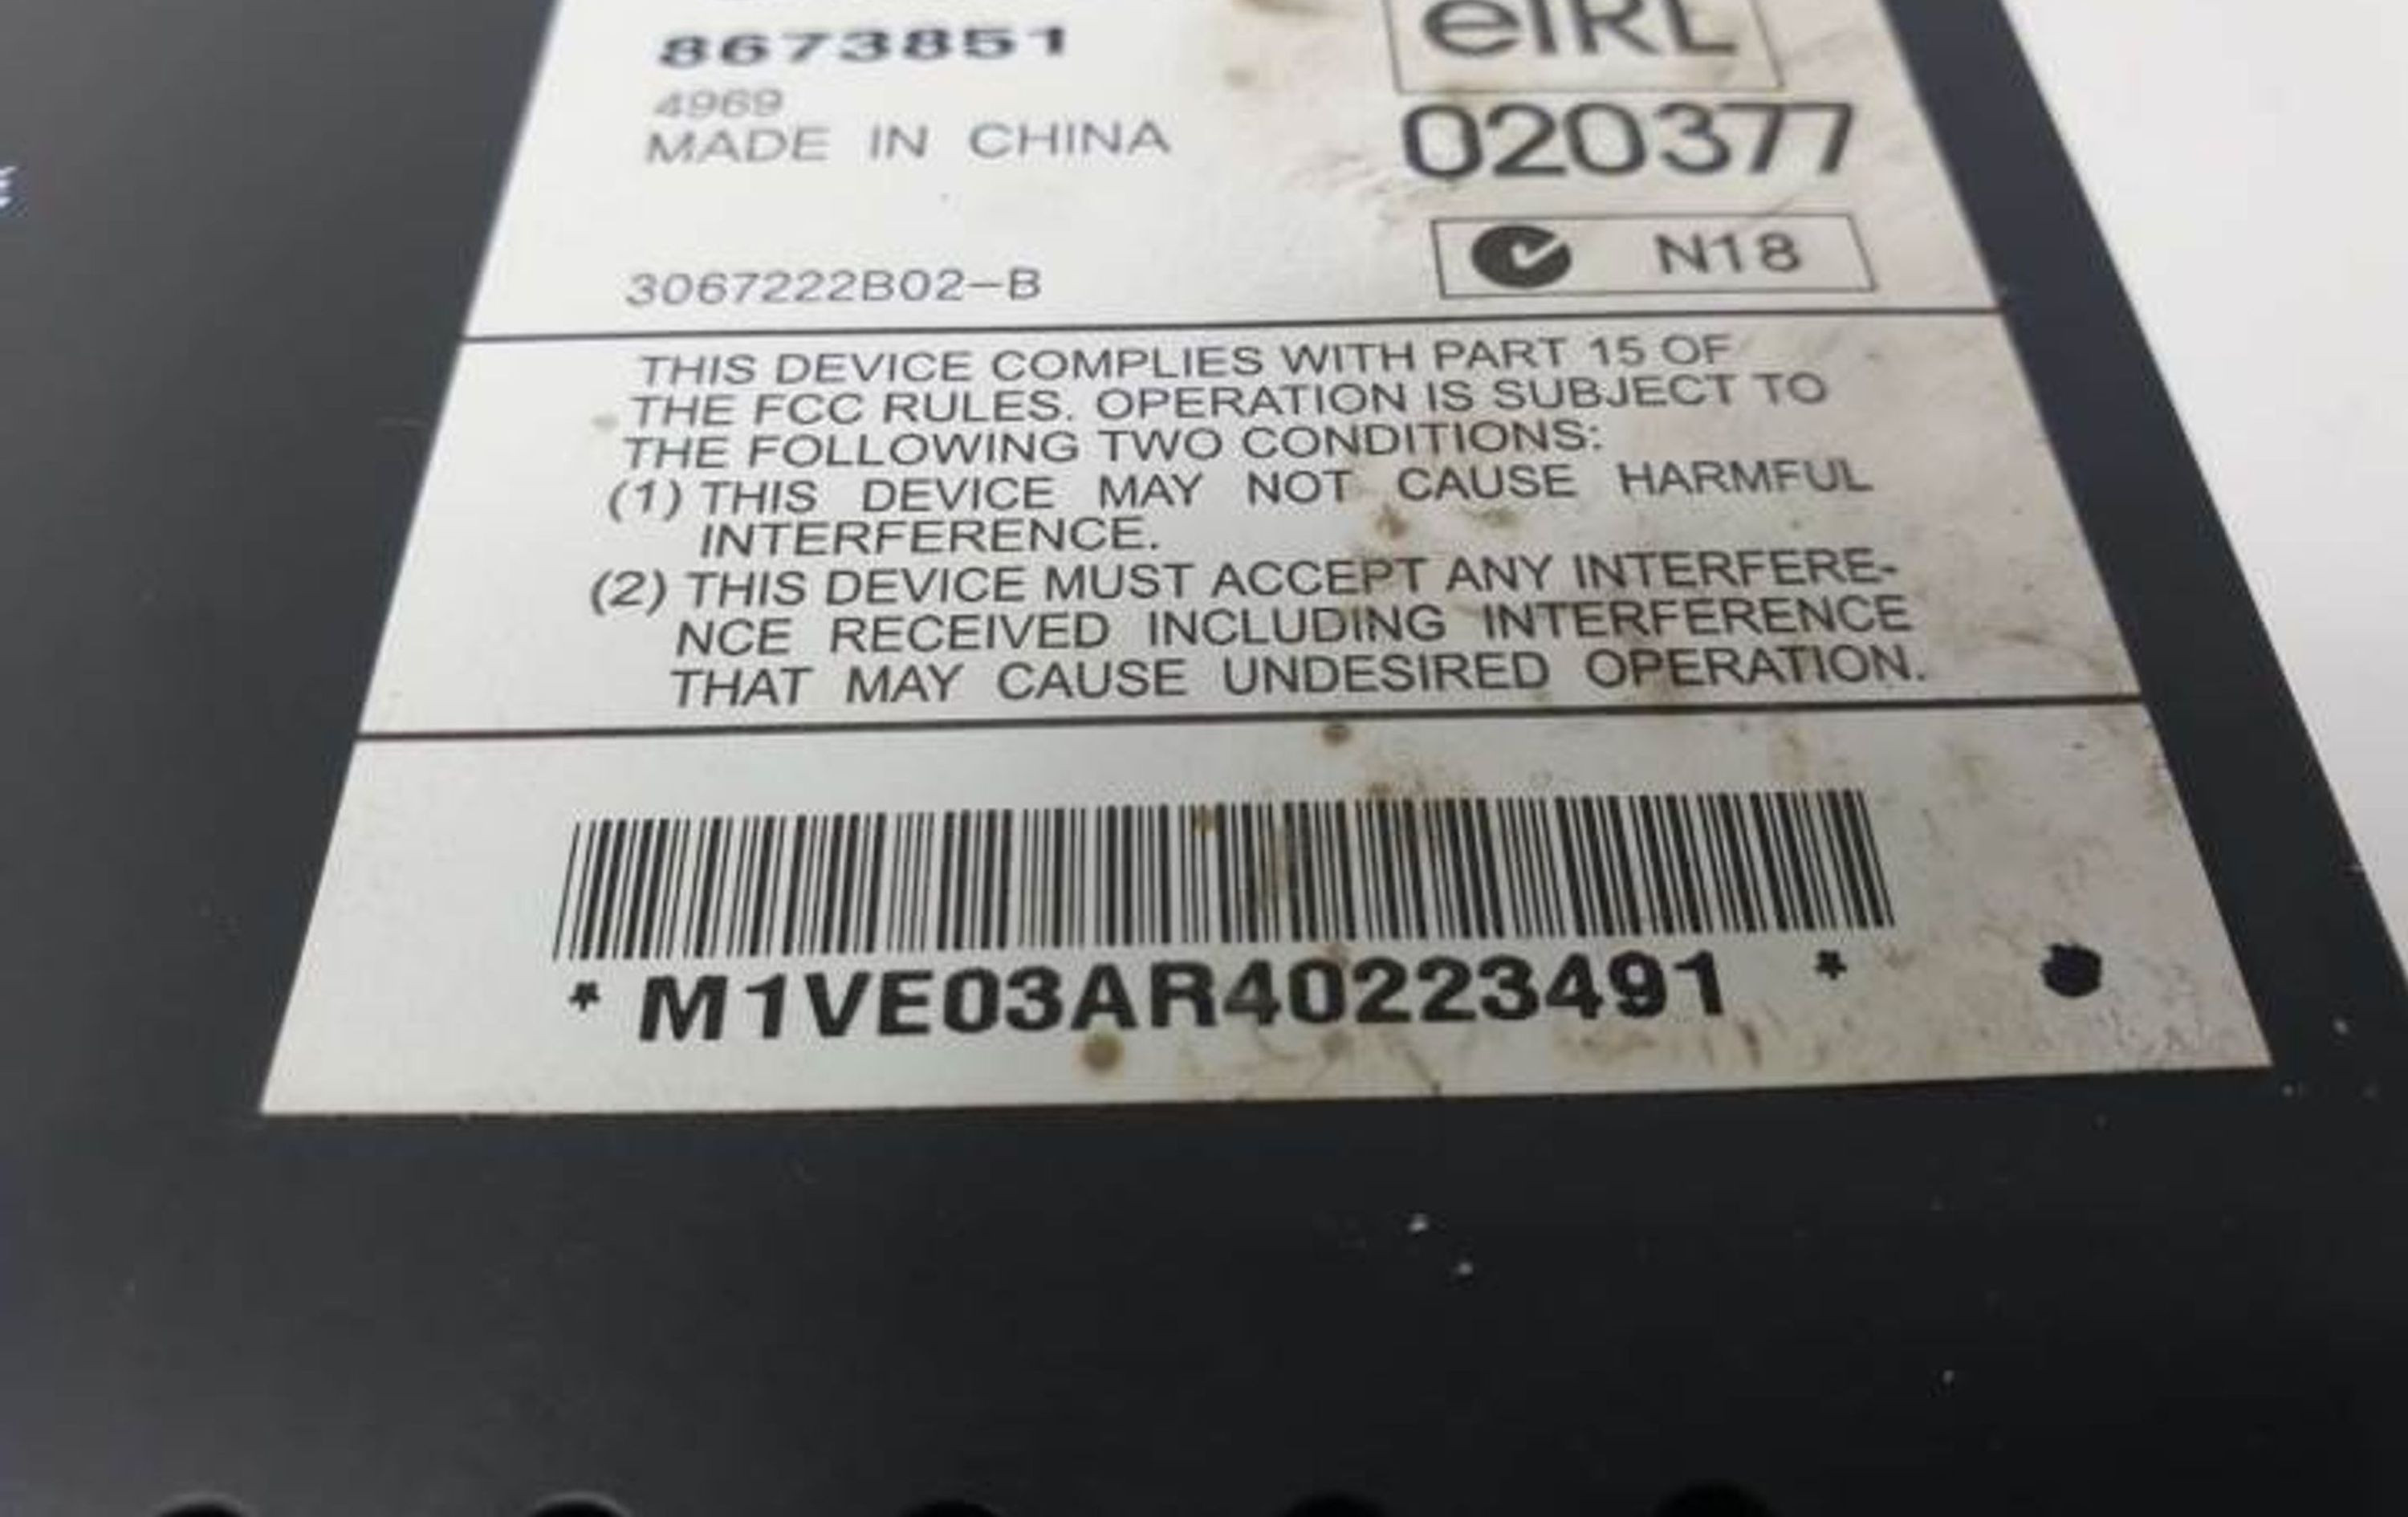 8673851
4969
MADE IN CHINA
3067222B02-B
eIRL
020377
N18
THIS DEVICE COMPLIES WITH PART 15 OF
THE FCC RULES. OPERATION IS SUBJECT TO
THE FOLLOWING TWO CONDITIONS:
(1) THIS DEVICE MAY NOT CAUSE HARMFUL
INTERFERENCE.
(2) THIS DEVICE MUST ACCEPT ANY INTERFERE-
NCE RECEIVED INCLUDING INTERFERENCE
THAT MAY CAUSE UNDESIRED OPERATION.
* M1VE03AR40223491 *